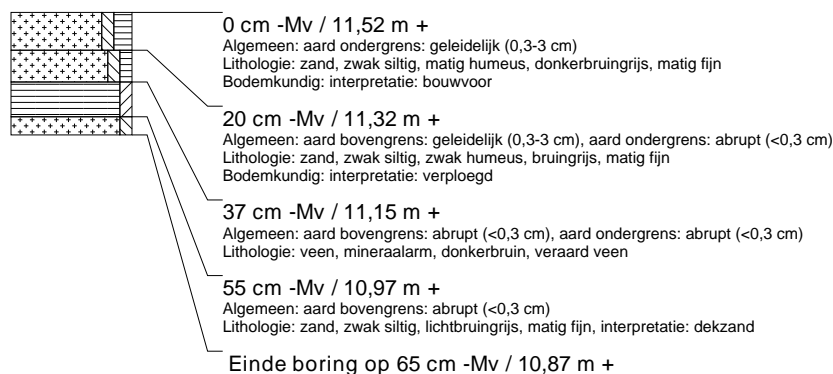 0 cm -Mv / 11,52 m +
Algemeen: aard ondergrens: geleidelijk (0,3-3 cm)
Lithologie: zand, zwak siltig, matig humeus, donkerbruingrijs, matig fijn
Bodemkundig: interpretatie: bouwvoor
20 cm -Mv / 11,32 m +
Algemeen: aard bovengrens: geleidelijk (0,3-3 cm), aard ondergrens: abrupt (<0,3 cm)
Lithologie: zand, zwak siltig, zwak humeus, bruingrijs, matig fijn
Bodemkundig: interpretatie: verploegd
37 cm -Mv / 11,15 m +
Algemeen: aard bovengrens: abrupt (<0,3 cm), aard ondergrens: abrupt (<0,3 cm)
Lithologie: veen, mineraalarm, donkerbruin, veraard veen
55 cm -Mv / 10,97 m +
Algemeen: aard bovengrens: abrupt (<0,3 cm)
Lithologie: zand, zwak siltig, lichtbruingrijs, matig fijn, interpretatie: dekzand
Einde boring op 65 cm -Mv / 10,87 m +